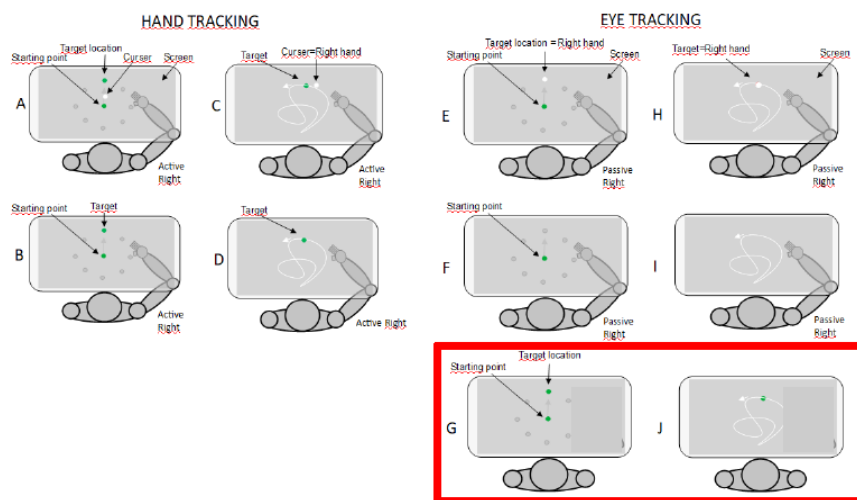 HAND TRACKING
EYE TRACKING
Target location
Starting point
Curser
Screen
A
Active
Right
Curser=Right hand
Target
C
Active
Right
Target location =Right hand
Starting point
Screen
E
Passive
Right
Target=Right hand
Screen
H
Passive
Right
Starting point
Target
B
Active
Right
Target
D
Active Right
Starting point
F
Passive
Right
I
Passive
Right
Target location
Starting point
G
J